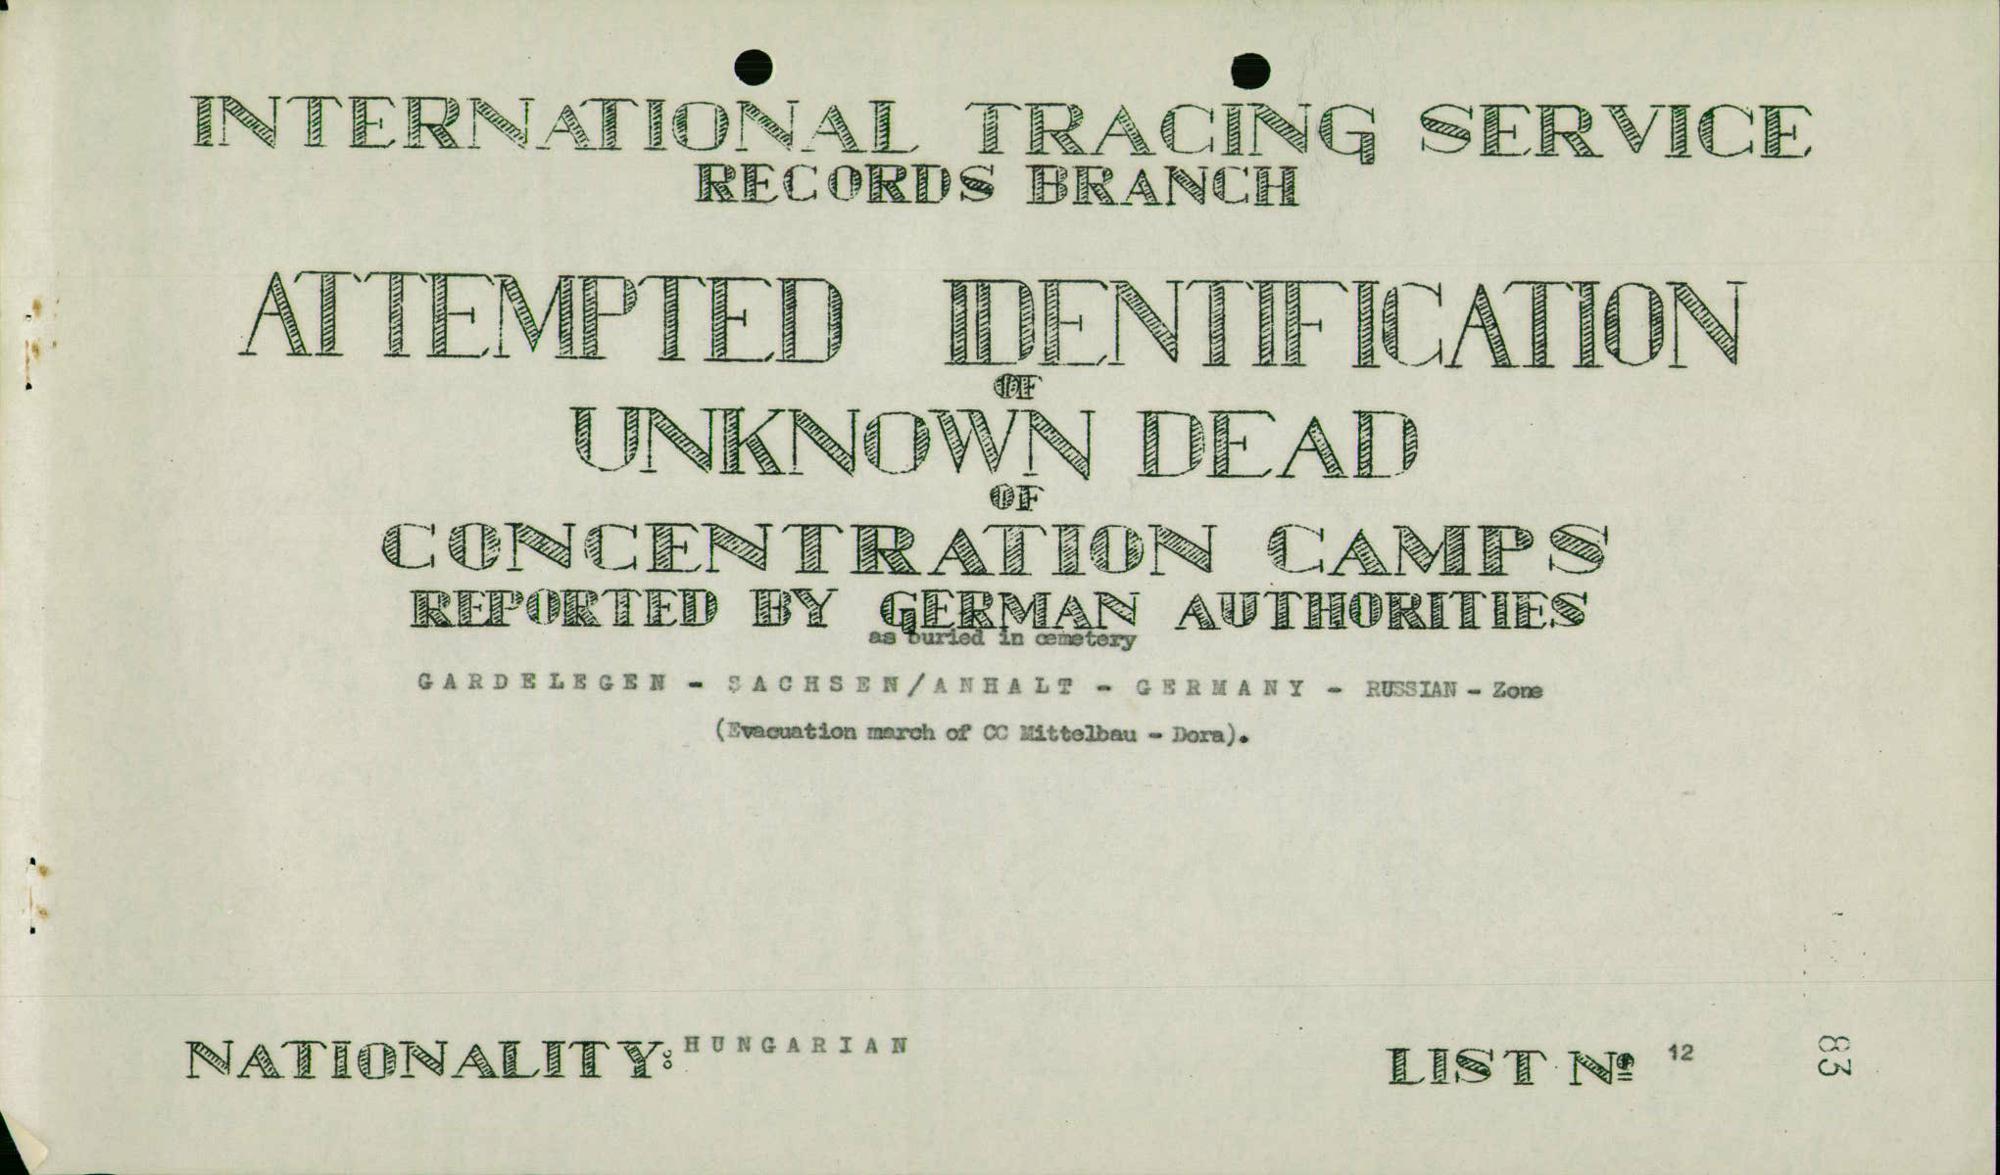 INTERNATIONAL TRACING SERVICE
RECORDS BRANCH
ATTEMPTED IDENTIFICATION
OF
UNKNOWN DEAD
OF
CONCENTRATION CAMPS
REPORTED BY GERMAN AUTHORITIES
as buried in cemetery
GARDELEGEN - SACHSEN/ANHALT - GERMANY - RUSSIAN - Zone
(Evacuation march of CC Mittelbau - Dora).
NATIONALITY: HUNGARIAN
LIST Nº 12
83